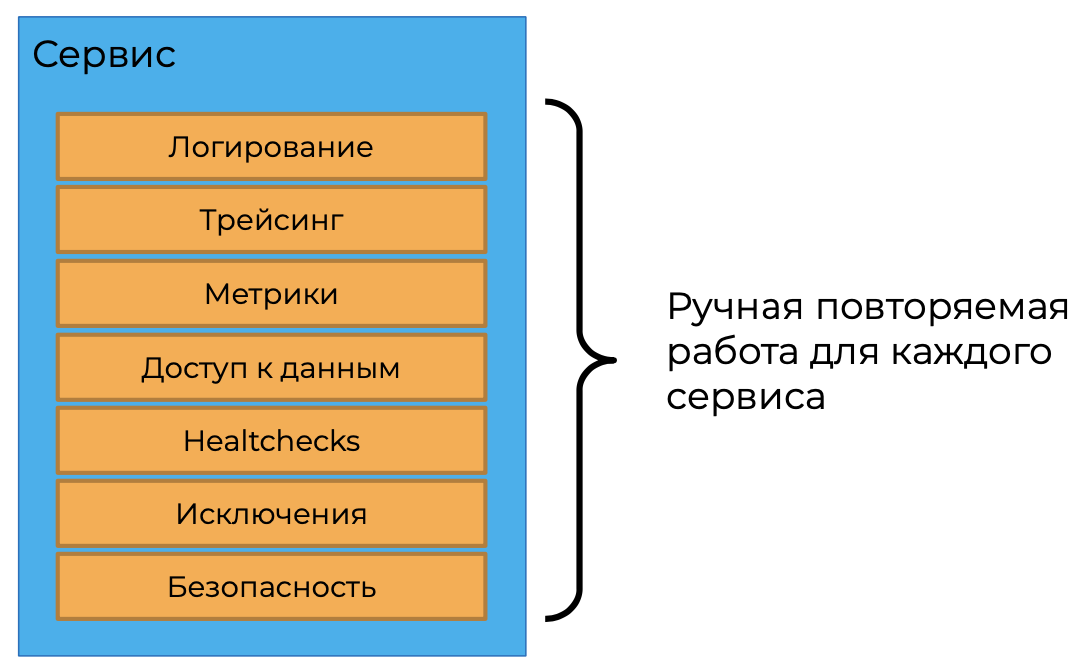 Сервис
Логирование
Трейсинг
Метрики
Доступ к данным
Healtchecks
Исключения
Безопасность
Ручная повторяемая
работа для каждого
сервиса